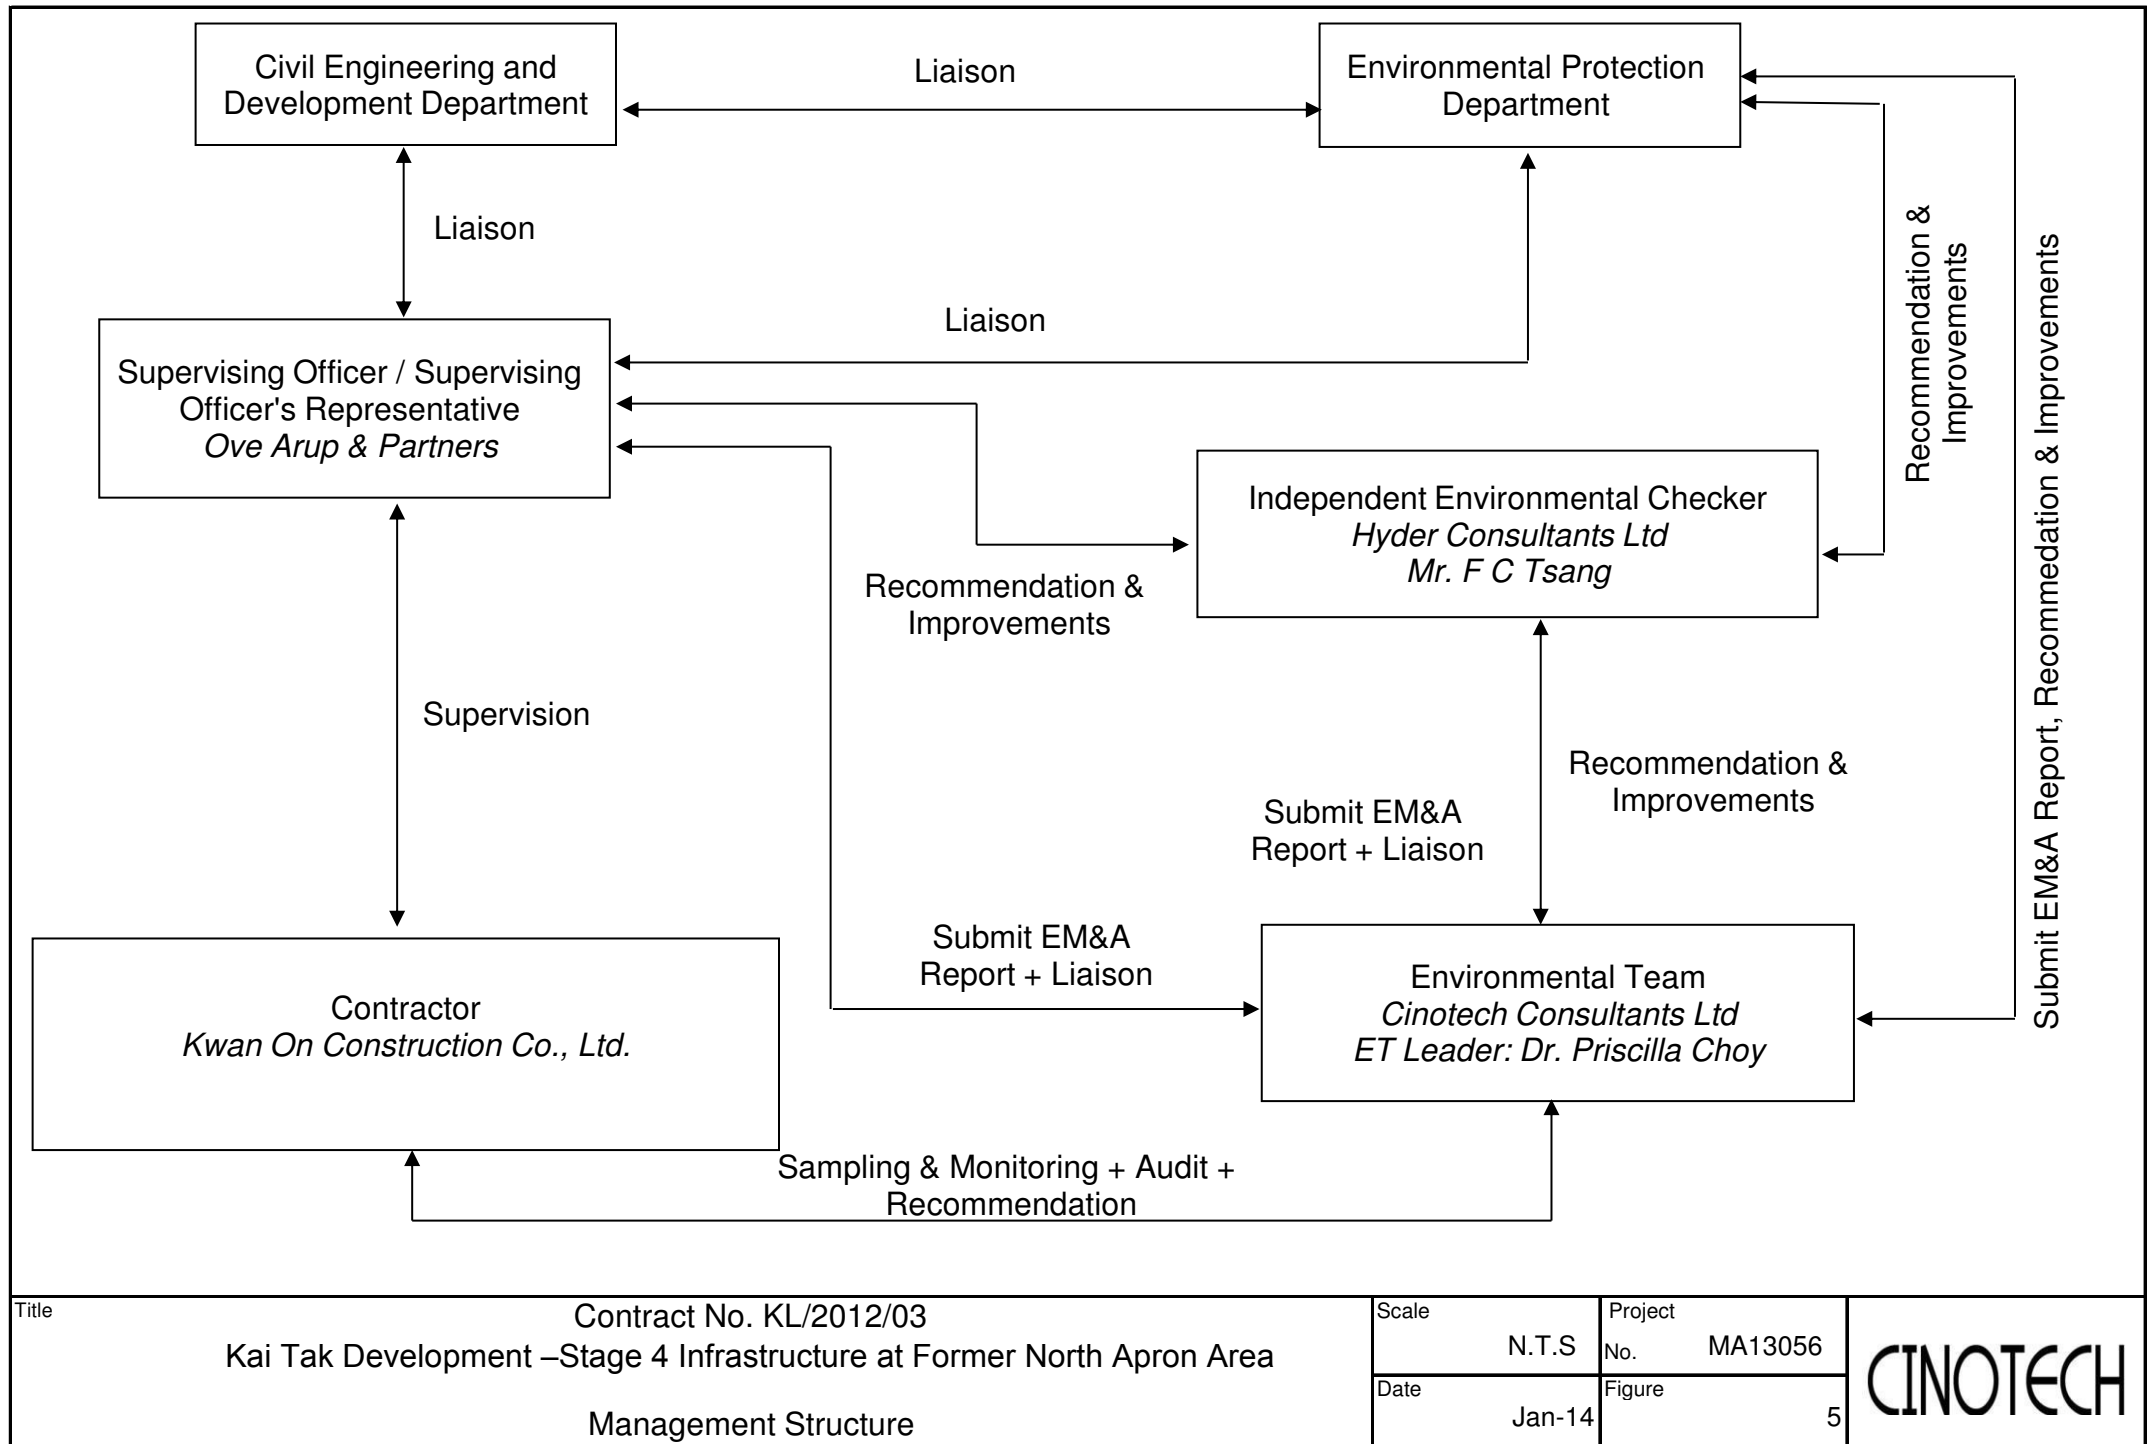 Civil Engineering and
Development Department
Liaison
Environmental Protection
Department
Liaison
Liaison
Recommendation &
Improvements
Submit EM&A Report, Recommedation & Improvements
Supervising Officer / Supervising
Officer's Representative
Ove Arup & Partners
Independent Environmental Checker
Hyder Consultants Ltd
Mr. F C Tsang
Recommendation &
Improvements
Supervision
Recommendation &
Improvements
Submit EM&A
Report + Liaison
Submit EM&A
Report + Liaison
Contractor
Kwan On Construction Co., Ltd.
Environmental Team
Cinotech Consultants Ltd
ET Leader: Dr. Priscilla Choy
Sampling & Monitoring + Audit +
Recommendation
Title
Contract No. KL/2012/03
Kai Tak Development –Stage 4 Infrastructure at Former North Apron Area
Management Structure
Scale
N.T.S
Project
No. MA13056
Date
Jan-14
Figure
5
CINOTECH